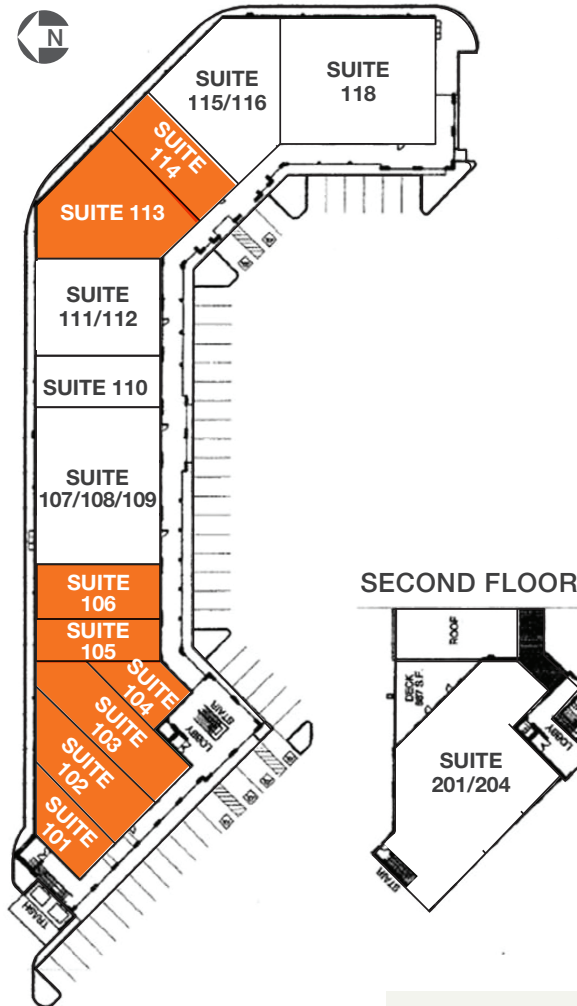 N
SUITE
115/116
SUITE
118
SUITE
114
SUITE 113
SUITE
111/112
SUITE 110
SUITE
107/108/109
SUITE
106
SUITE
105
SUITE
104
SUITE
103
SUITE
102
SUITE
101
STAIR
LOBBY
TRASH
SECOND FLOOR
ROOF
DECK
867 S.F.
LOBBY
SUITE
201/204
STAIR